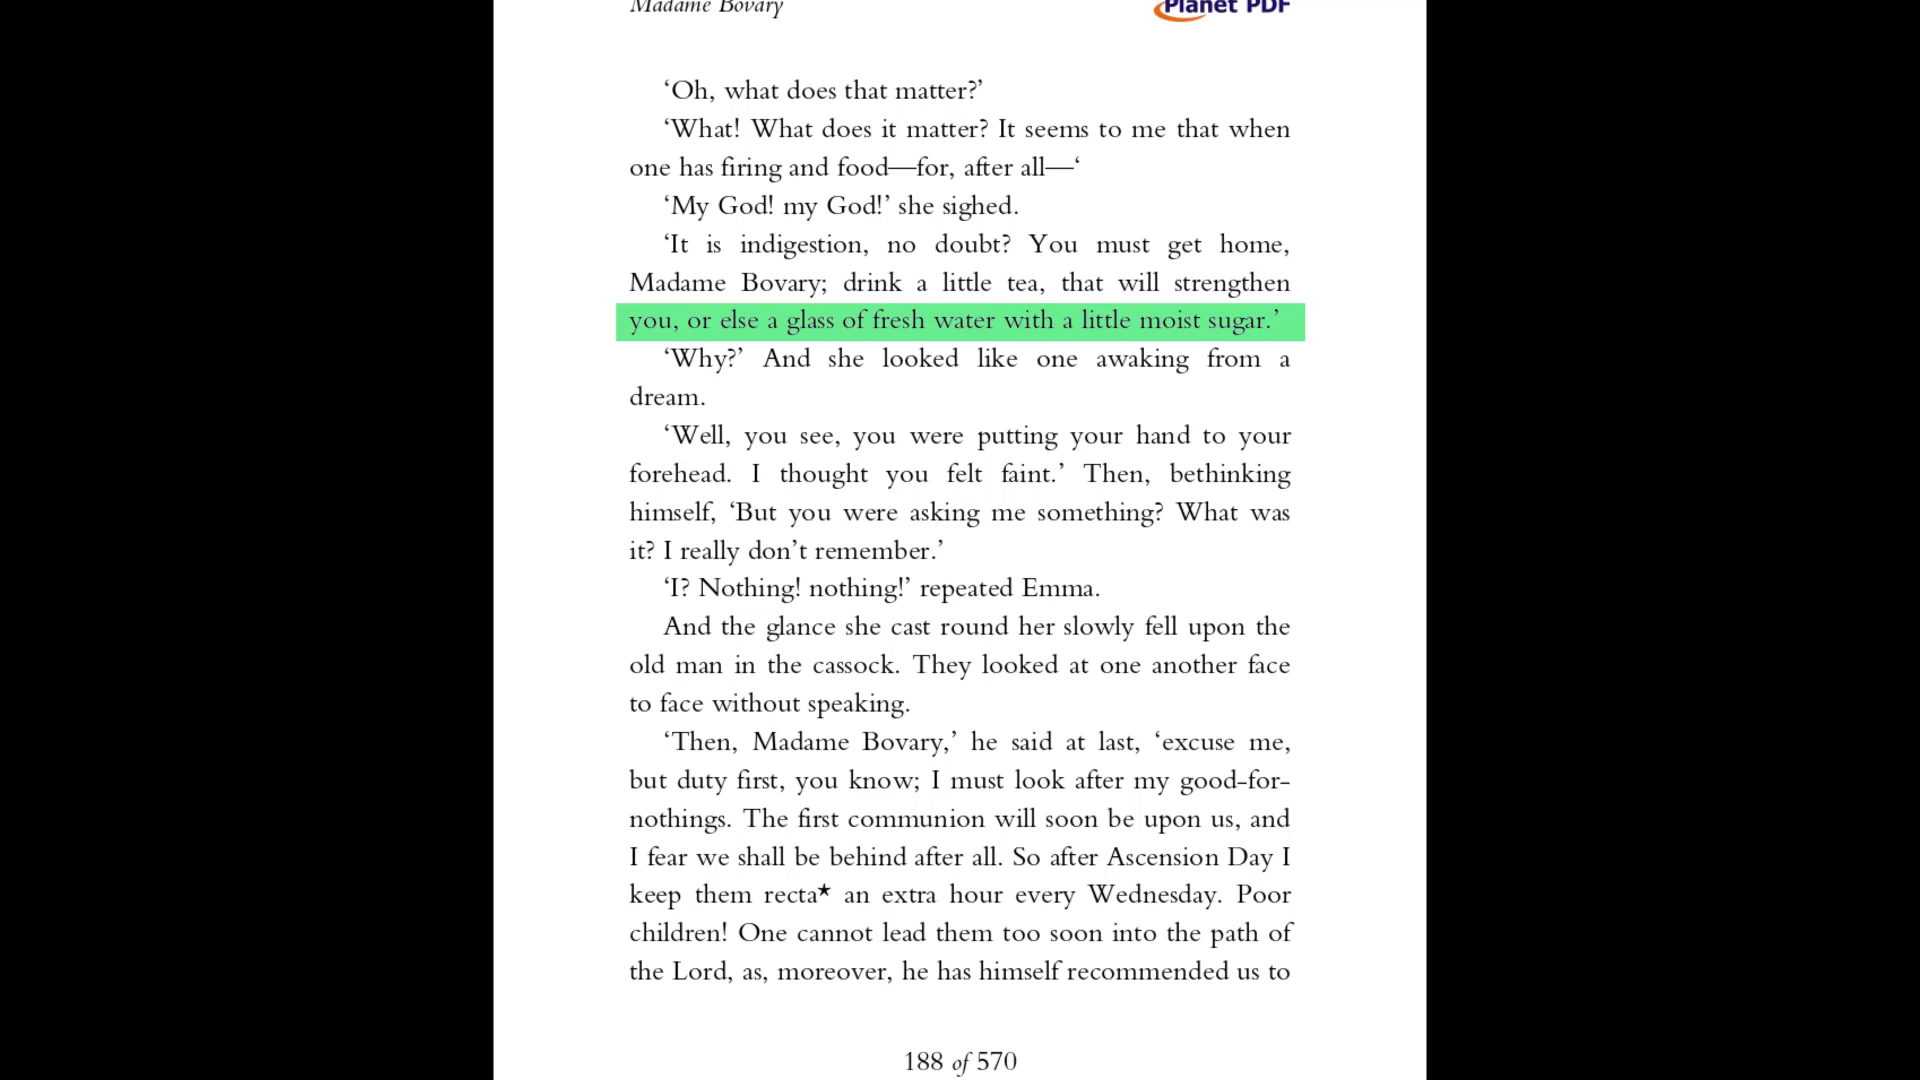 Madame Bovary
Planet PDF
‘Oh, what does that matter?’
‘What! What does it matter? It seems to me that when
one has firing and food—for, after all—‘
‘My God! my God!’ she sighed.
‘It is indigestion, no doubt? You must get home,
Madame Bovary; drink a little tea, that will strengthen
you, or else a glass of fresh water with a little moist sugar.’
‘Why?’ And she looked like one awaking from a
dream.
‘Well, you see, you were putting your hand to your
forehead. I thought you felt faint.’ Then, bethinking
himself, ‘But you were asking me something? What was
it? I really don’t remember.’
‘I? Nothing! nothing!’ repeated Emma.
And the glance she cast round her slowly fell upon the
old man in the cassock. They looked at one another face
to face without speaking.
‘Then, Madame Bovary,’ he said at last, ‘excuse me,
but duty first, you know; I must look after my good-for-
nothings. The first communion will soon be upon us, and
I fear we shall be behind after all. So after Ascension Day I
keep them recta* an extra hour every Wednesday. Poor
children! One cannot lead them too soon into the path of
the Lord, as, moreover, he has himself recommended us to
188 of 570